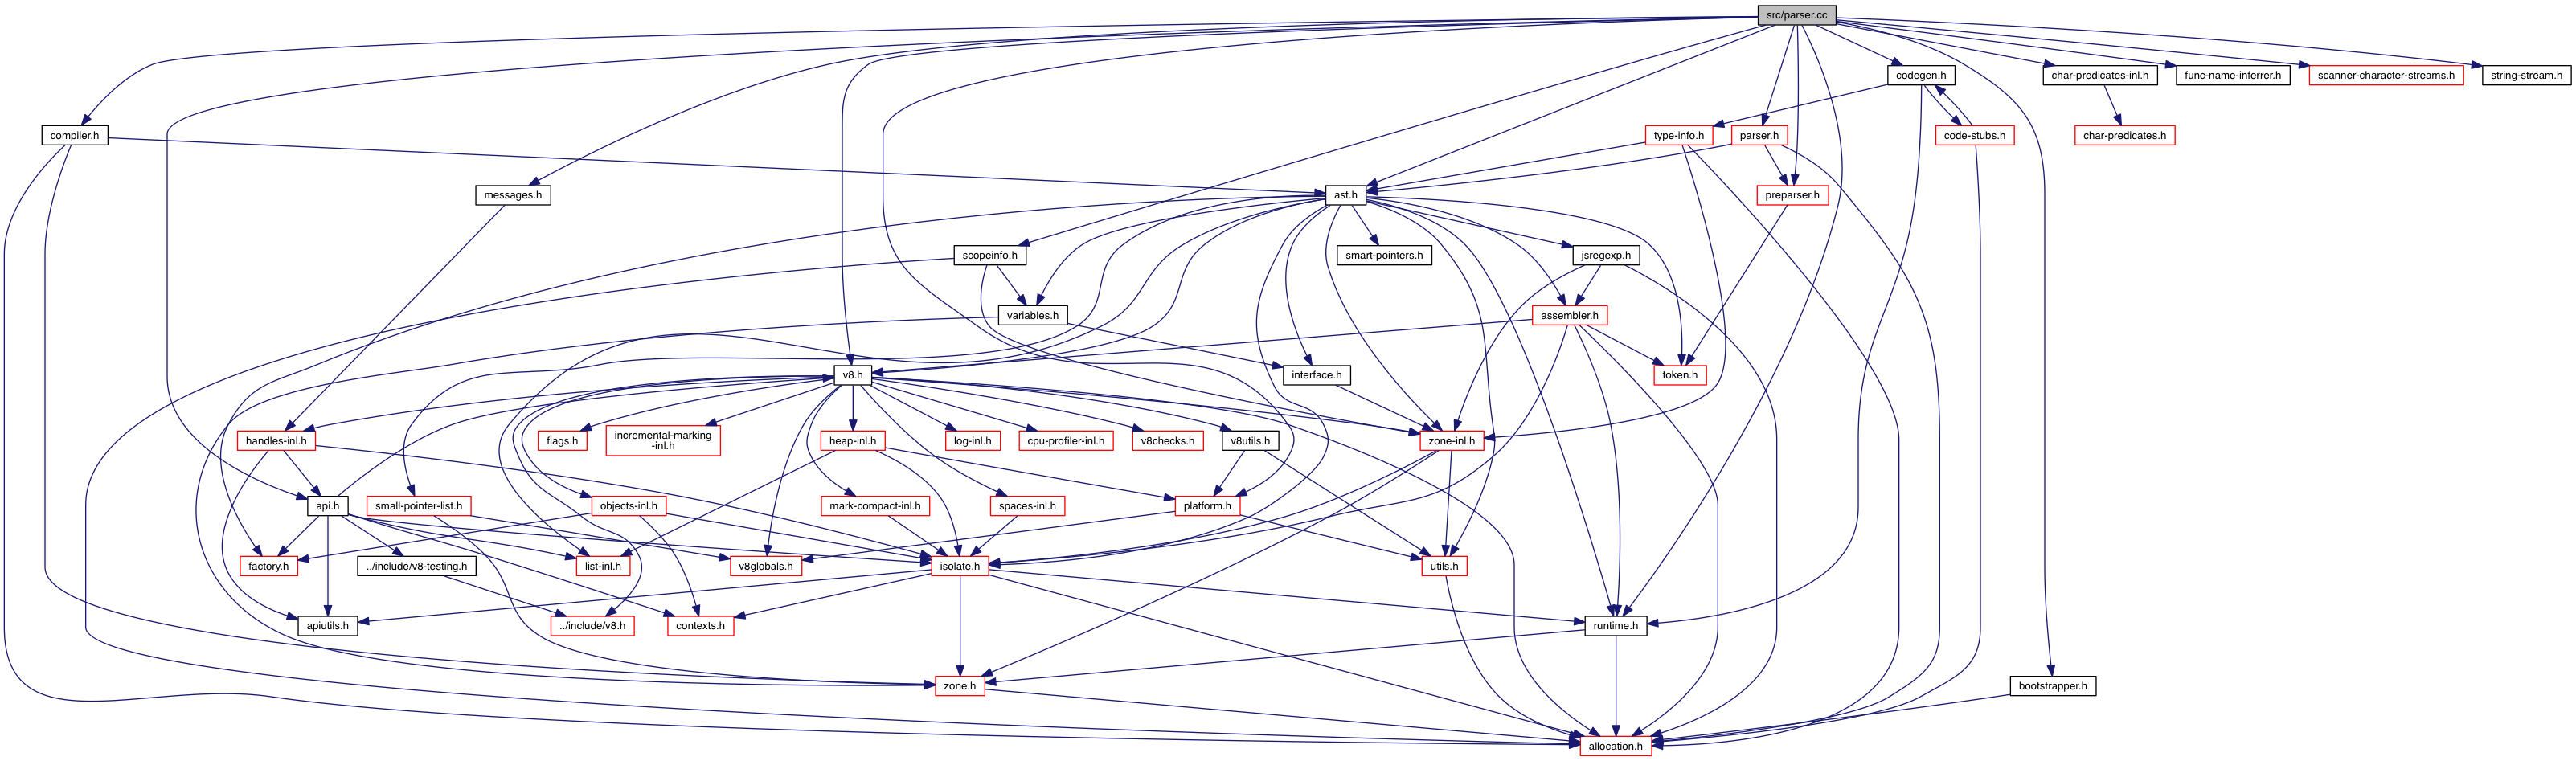 src/parser.cc
codegen.h
char-predicates-inl.h
func-name-inferrer.h
scanner-character-streams.h
string-stream.h
compiler.h
type-info.h
parser.h
code-stubs.h
char-predicates.h
messages.h
ast.h
preparser.h
scopeinfo.h
smart-pointers.h
jsregexp.h
variables.h
assembler.h
v8.h
interface.h
token.h
handles-inl.h
flags.h
incremental-marking
-inl.h
heap-inl.h
log-inl.h
cpu-profiler-inl.h
v8checks.h
v8utils.h
zone-inl.h
api.h
small-pointer-list.h
objects-inl.h
mark-compact-inl.h
spaces-inl.h
platform.h
factory.h
../include/v8-testing.h
list-inl.h
v8globals.h
isolate.h
utils.h
apiutils.h
../include/v8.h
contexts.h
runtime.h
zone.h
bootstrapper.h
allocation.h